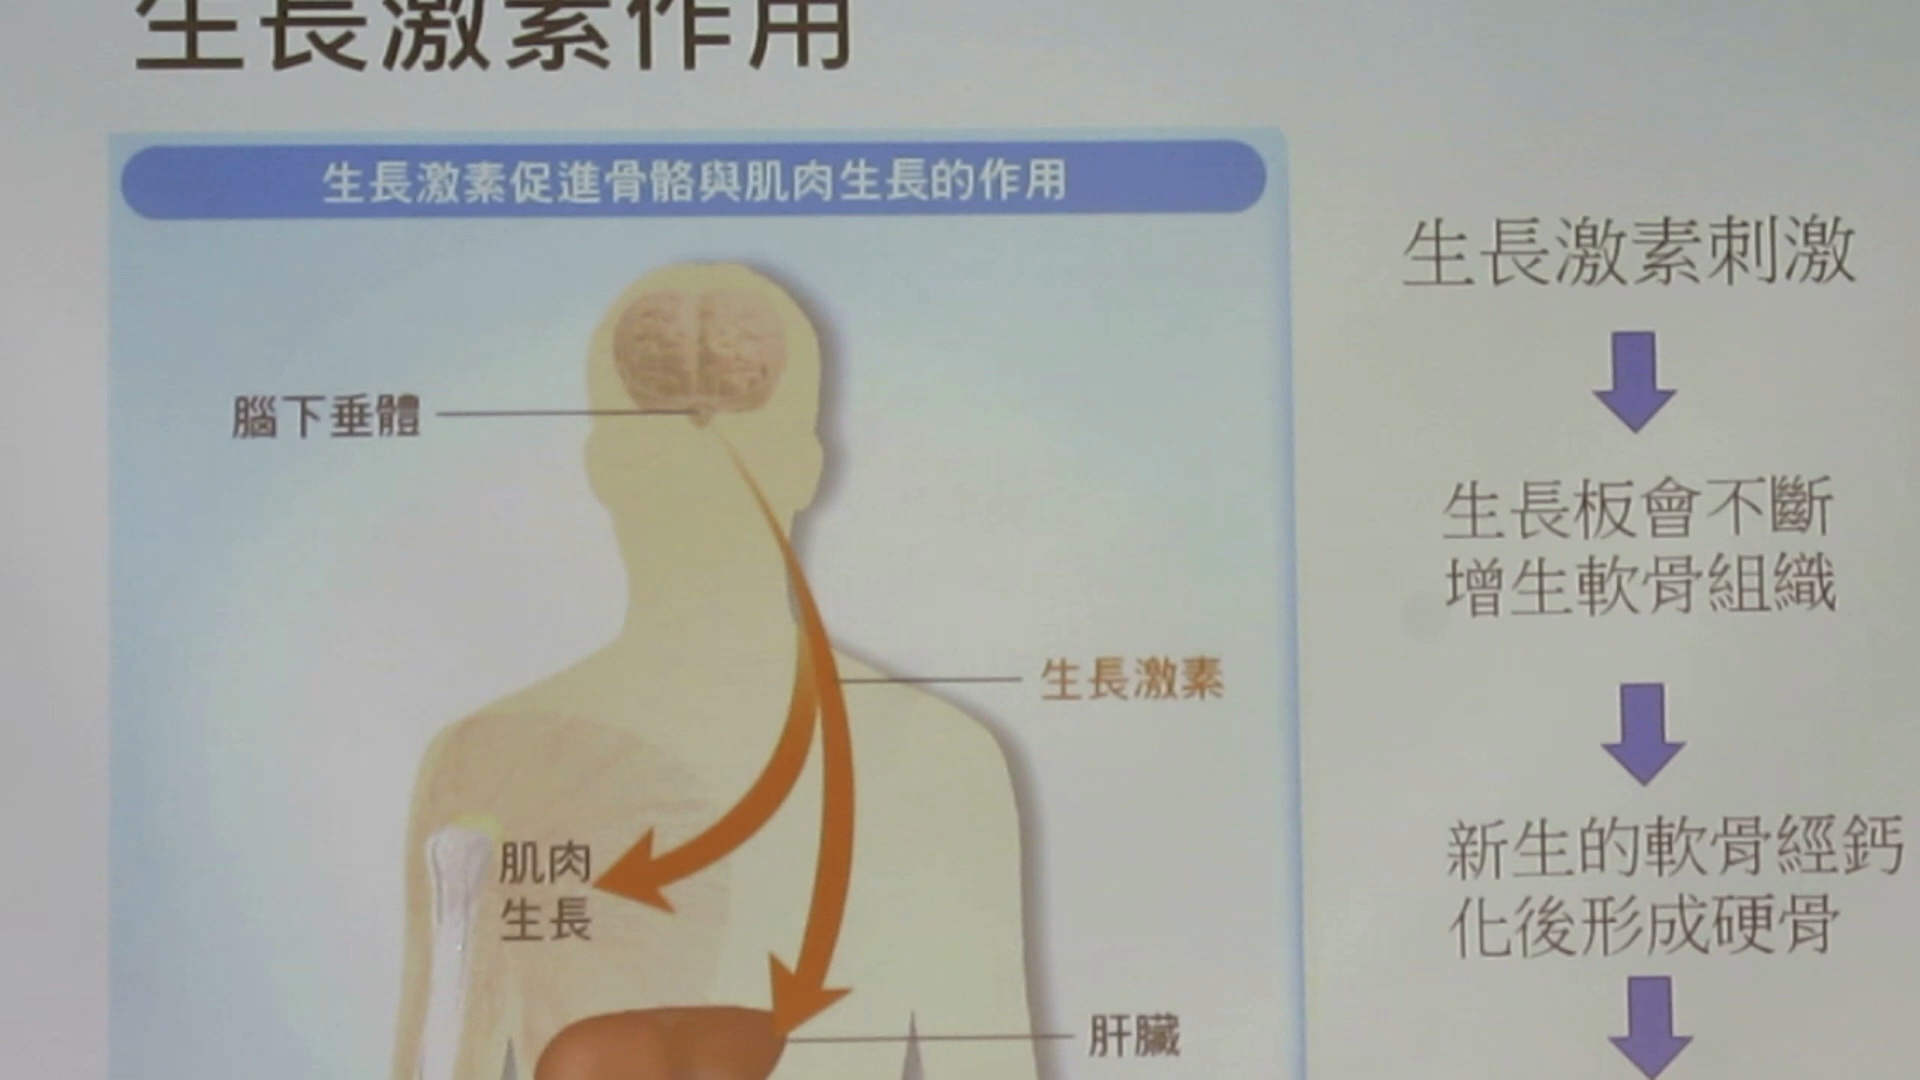 生長激素作用
生長激素促進骨骼與肌肉生長的作用
腦下垂體
生長激素
肌肉
生長
肝臟
生長激素刺激
生長板會不斷
增生軟骨組織
新生的軟骨經鈣
化後形成硬骨